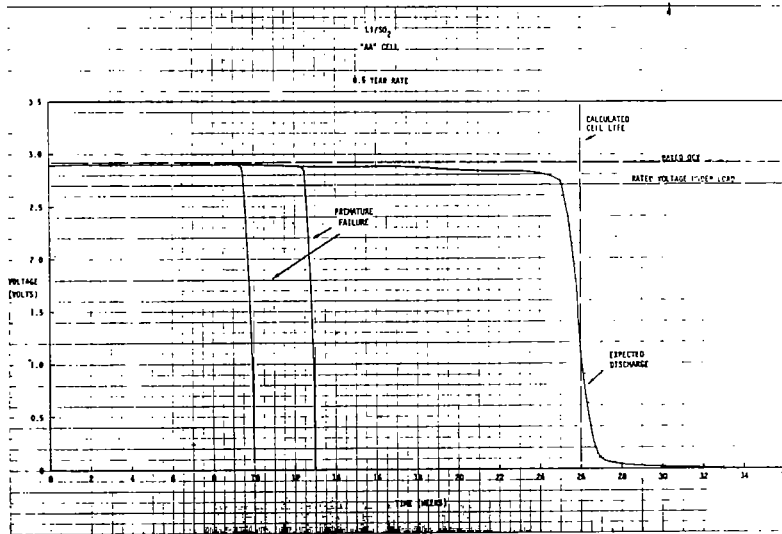 Li/SO2
"AA" CELL
0.5 YEAR RATE
3.5
CALCULATED
CELL LIFE
RATED OCV
3.0
RATED VOLTAGE UNDER LOAD
2.5
PREMATURE
FAILURE
2.0
VOLTAGE
(VOLTS)
1.5
EXPECTED
DISCHARGE
1.0
0.5
0
0 2 4 6 8 10 12 14 16 18 20 22 24 26 28 30 32 34
TIME (WEEKS)